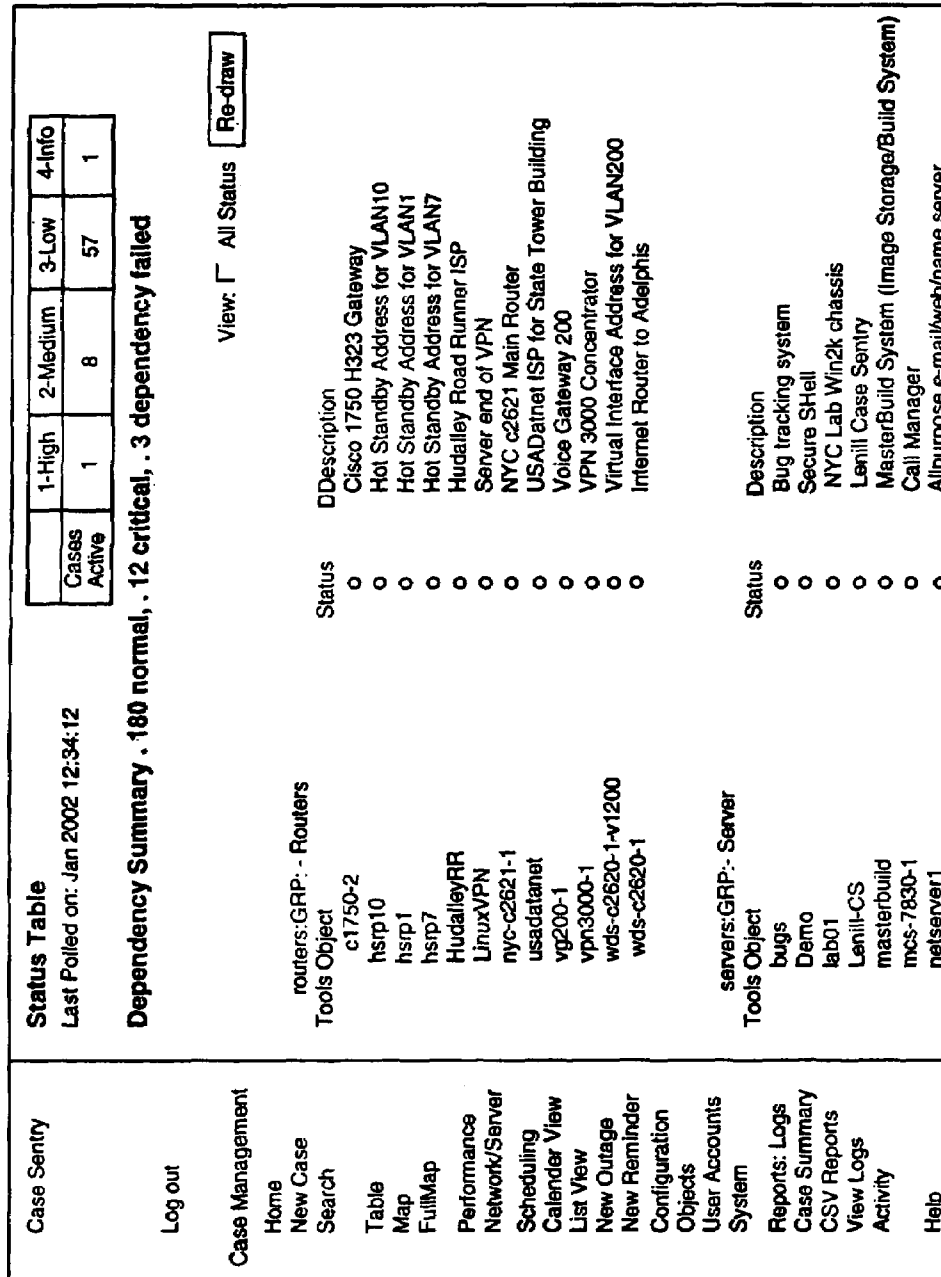 Case Sentry
Log out
Case Management
Home
New Case
Search
Table
Map
FullMap
Performance
Network/Server
Scheduling
Calender View
List View
New Outage
New Reminder
Configuration
Objects
User Accounts
System
Reports: Logs
Case Summary
CSV Reports
View Logs
Activity
Help
Status Table
Last Polled on: Jan 2002 12:34:12
1-High 2-Medium 3-Low 4-Info
Cases Active 1 8 57 1
Dependency Summary . 180 normal, . 12 critical, . 3 dependency failed
View: All Status Re-draw
routers:GRP: - Routers
Tools Object Status DDescription
c1750-2 Cisco 1750 H323 Gateway
hsrp10 Hot Standby Address for VLAN10
hsrp1 Hot Standby Address for VLAN1
hsrp7 Hot Standby Address for VLAN7
HudalleyRR Hudalley Road Runner ISP
LinuxVPN Server end of VPN
nyc-c2621-1 NYC c2621 Main Router
usadatanet USADatnet ISP for State Tower Building
vg200-1 Voice Gateway 200
vpn3000-1 VPN 3000 Concentrator
wds-c2620-1-v1200 Virtual Interface Address for VLAN200
wds-c2620-1 Internet Router to Adelphis
servers:GRP:- Server
Tools Object Status Description
bugs Bug tracking system
Demo Secure SHell
lab01 NYC Lab Win2k chassis
Lenill-CS Lenill Case Sentry
masterbuild MasterBuild System (Image Storage/Build System)
mcs-7830-1 Call Manager
netserver1 Allpurpose e-mail/web/name server